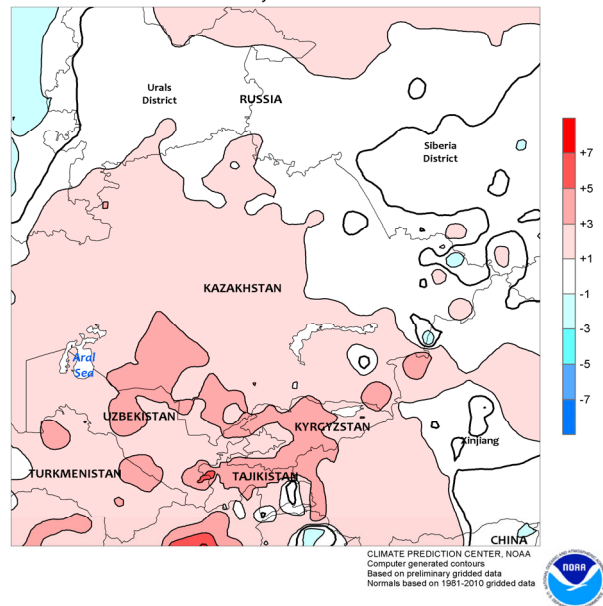 Urals
District
RUSSIA
Siberia
District
KAZAKHSTAN
Aral
Sea
UZBEKISTAN
KYRGYZSTAN
Xinjiang
TURKMENISTAN
TAJIKISTAN
CHINA
+7
+5
+3
+1
-1
-3
-5
-7
CLIMATE PREDICTION CENTER, NOAA
Computer generated contours
Based on preliminary gridded data
Normals based on 1981-2010 gridded data
NOAA